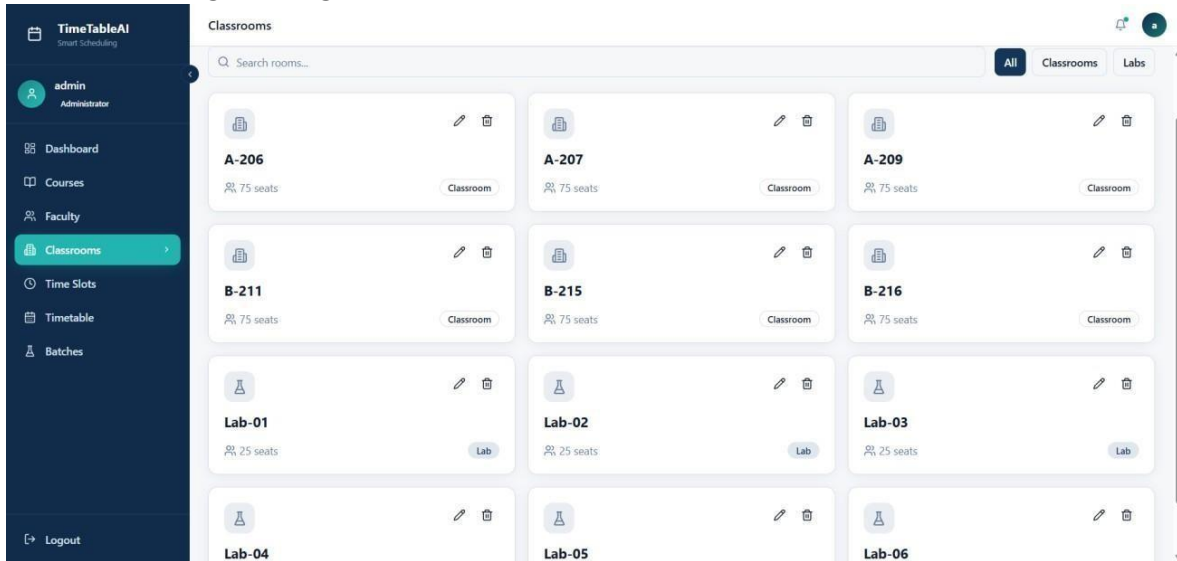 TimeTableAI
Smart Scheduling
admin
Administrator
Dashboard
Courses
Faculty
Classrooms
Time Slots
Timetable
Batches
Logout
Classrooms
a
Search rooms...
All Classrooms Labs
A-206
75 seats Classroom
A-207
75 seats Classroom
A-209
75 seats Classroom
B-211
75 seats Classroom
B-215
75 seats Classroom
B-216
75 seats Classroom
Lab-01
25 seats Lab
Lab-02
25 seats Lab
Lab-03
25 seats Lab
Lab-04
Lab-05
Lab-06